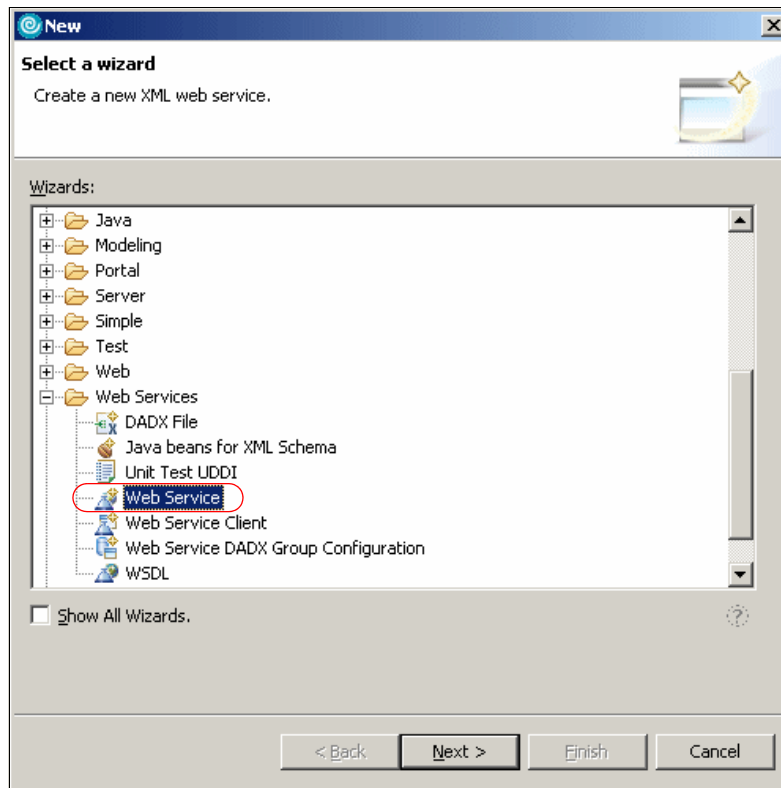 New
Select a wizard
Create a new XML web service.
Wizards:
Java
Modeling
Portal
Server
Simple
Test
Web
Web Services
DADX File
Java beans for XML Schema
Unit Test UDDI
Web Service
Web Service Client
Web Service DADX Group Configuration
WSDL
Show All Wizards.
< Back Next > Finish Cancel